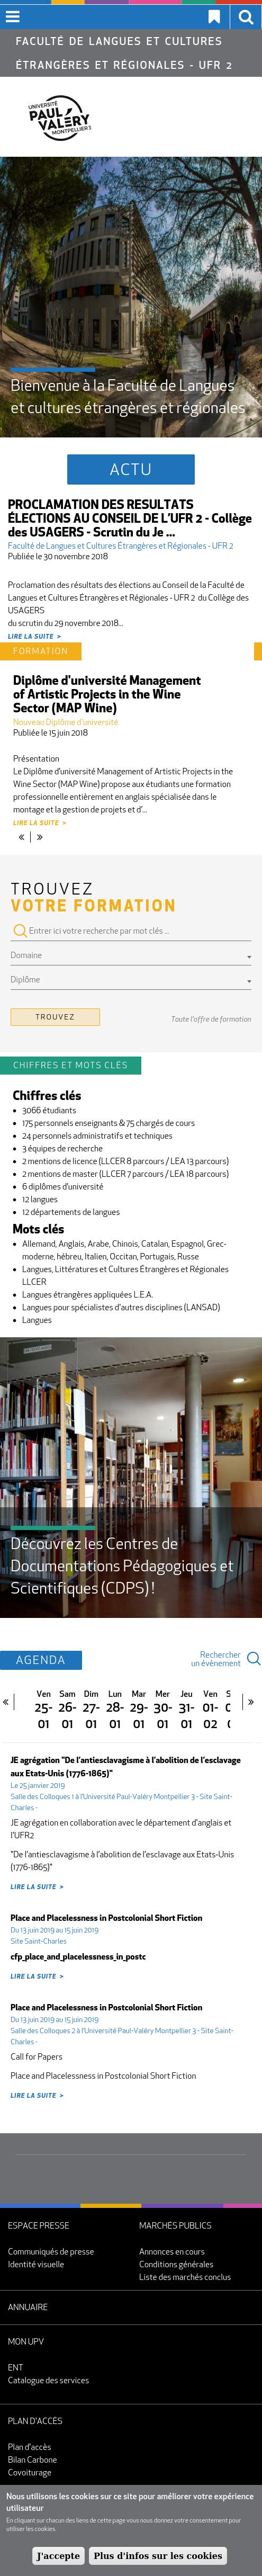 FACULTÉ DE LANGUES ET CULTURES
ÉTRANGÈRES ET RÉGIONALES - UFR 2
UNIVERSITÉ
PAUL
VALÉRY
MONTPELLIER 3
Bienvenue à la Faculté de Langues
et cultures étrangères et régionales
ACTU
PROCLAMATION DES RESULTATS
ÉLECTIONS AU CONSEIL DE L'UFR 2 - Collège
des USAGERS - Scrutin du Je ...
Faculté de Langues et Cultures Étrangères et Régionales - UFR 2
Publiée le 30 novembre 2018
Proclamation des résultats des élections au Conseil de la Faculté de
Langues et Cultures Étrangères et Régionales - UFR 2 du Collège des
USAGERS
du scrutin du 29 novembre 2018...
LIRE LA SUITE >
FORMATION
Diplôme d'université Management
of Artistic Projects in the Wine
Sector (MAP Wine)
Nouveau Diplôme d'université
Publiée le 15 juin 2018
Présentation
Le Diplôme d'université Management of Artistic Projects in the
Wine Sector (MAP Wine) propose aux étudiants une formation
professionnelle entièrement en anglais spécialisée dans le
montage et la gestion de projets et d'...
LIRE LA SUITE >
« | »
TROUVEZ
VOTRE FORMATION
Entrer ici votre recherche par mot clés ...
Domaine
Diplôme
TROUVEZ
Toute l'offre de formation
CHIFFRES ET MOTS CLÉS
Chiffres clés
3066 étudiants
175 personnels enseignants & 75 chargés de cours
24 personnels administratifs et techniques
3 équipes de recherche
2 mentions de licence (LLCER 8 parcours / LEA 13 parcours)
2 mentions de master (LLCER 7 parcours / LEA 18 parcours)
6 diplômes d'université
12 langues
12 départements de langues
Mots clés
Allemand, Anglais, Arabe, Chinois, Catalan, Espagnol, Grec-
moderne, hébreu, Italien, Occitan, Portugais, Russe
Langues, Littératures et Cultures Étrangères et Régionales
LLCER
Langues étrangères appliquées L.E.A.
Langues pour spécialistes d'autres disciplines (LANSAD)
Langues
Découvrez les Centres de
Documentations Pédagogiques et
Scientifiques (CDPS) !
AGENDA
Rechercher
un évènement
« Ven Sam Dim Lun Mar Mer Jeu Ven »
25- 26- 27- 28- 29- 30- 31- 01-
01 01 01 01 01 01 01 02
JE agrégation "De l'antiesclavagisme à l'abolition de l'esclavage
aux Etats-Unis (1776-1865)"
Le 25 janvier 2019
Salle des Colloques 1 à l'Université Paul-Valéry Montpellier 3 - Site Saint-
Charles -
JE agrégation en collaboration avec le département d'anglais et
l'UFR2
"De l'antiesclavagisme à l'abolition de l'esclavage aux Etats-Unis
(1776-1865)"
LIRE LA SUITE >
Place and Placelessness in Postcolonial Short Fiction
Du 13 juin 2019 au 15 juin 2019
Site Saint-Charles
cfp_place_and_placelessness_in_postc
LIRE LA SUITE >
Place and Placelessness in Postcolonial Short Fiction
Du 13 juin 2019 au 15 juin 2019
Salle des Colloques 2 à l'Université Paul-Valéry Montpellier 3 - Site Saint-
Charles -
Call for Papers
Place and Placelessness in Postcolonial Short Fiction
LIRE LA SUITE >
ESPACE PRESSE
Communiqués de presse
Identité visuelle
MARCHÉS PUBLICS
Annonces en cours
Conditions générales
Liste des marchés conclus
ANNUAIRE
MON UPV
ENT
Catalogue des services
PLAN D'ACCÈS
Plan d'accès
Bilan Carbone
Covoiturage
Nous utilisons les cookies sur ce site pour améliorer votre expérience
utilisateur
En cliquant sur chacun des liens de cette page vous nous donnez votre consentement pour
utiliser les cookies.
J'accepte
Plus d'infos sur les cookies